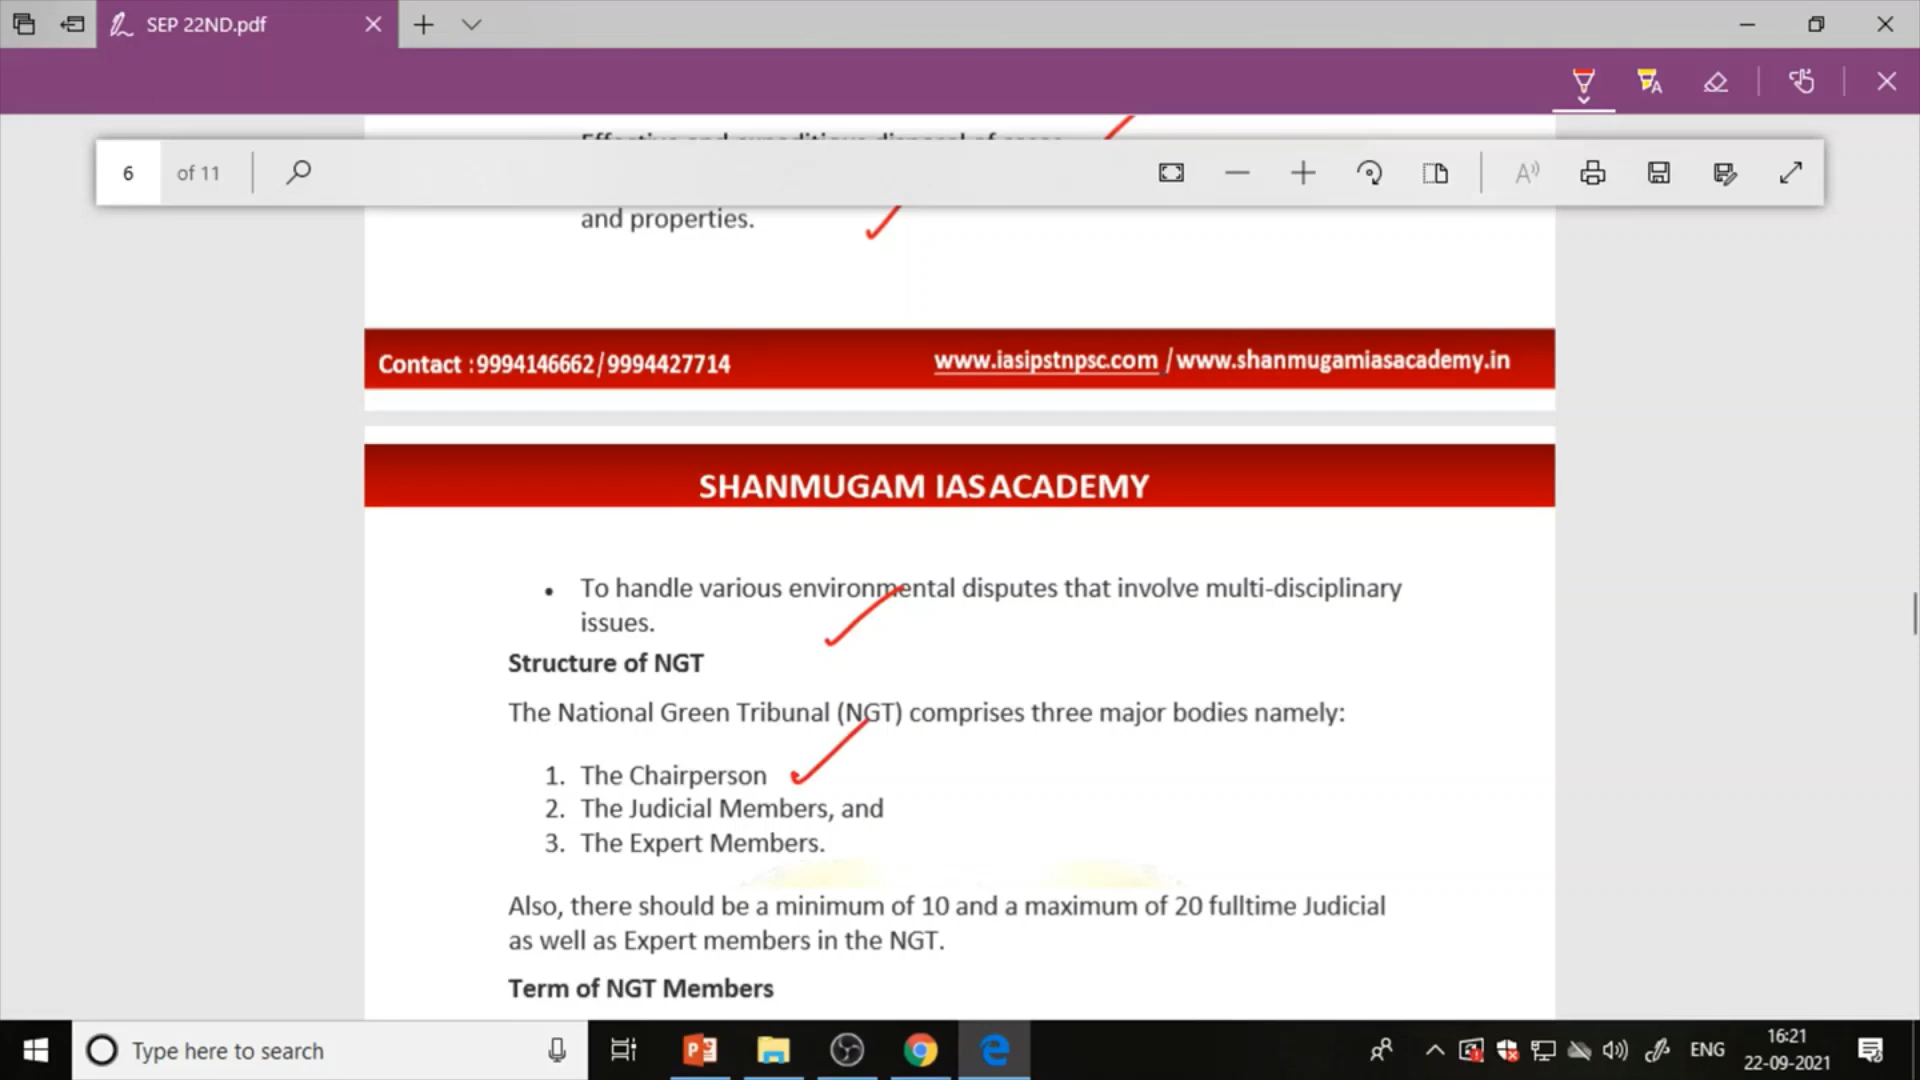 SEP 22ND.pdf
6 of 11
and properties.
Contact : 9994146662/9994427714 www.iasipstnpsc.com /www.shanmugamiasacademy.in
SHANMUGAM IAS ACADEMY
• To handle various environmental disputes that involve multi-disciplinary
issues.
Structure of NGT
The National Green Tribunal (NGT) comprises three major bodies namely:
1. The Chairperson
2. The Judicial Members, and
3. The Expert Members.
Also, there should be a minimum of 10 and a maximum of 20 fulltime Judicial
as well as Expert members in the NGT.
Term of NGT Members
Type here to search
ENG
16:21
22-09-2021